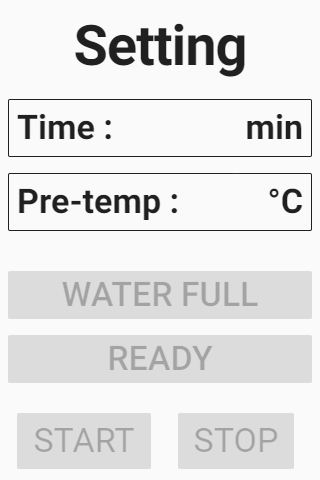 Setting
Time : min
Pre-temp : °C
WATER FULL
READY
START STOP